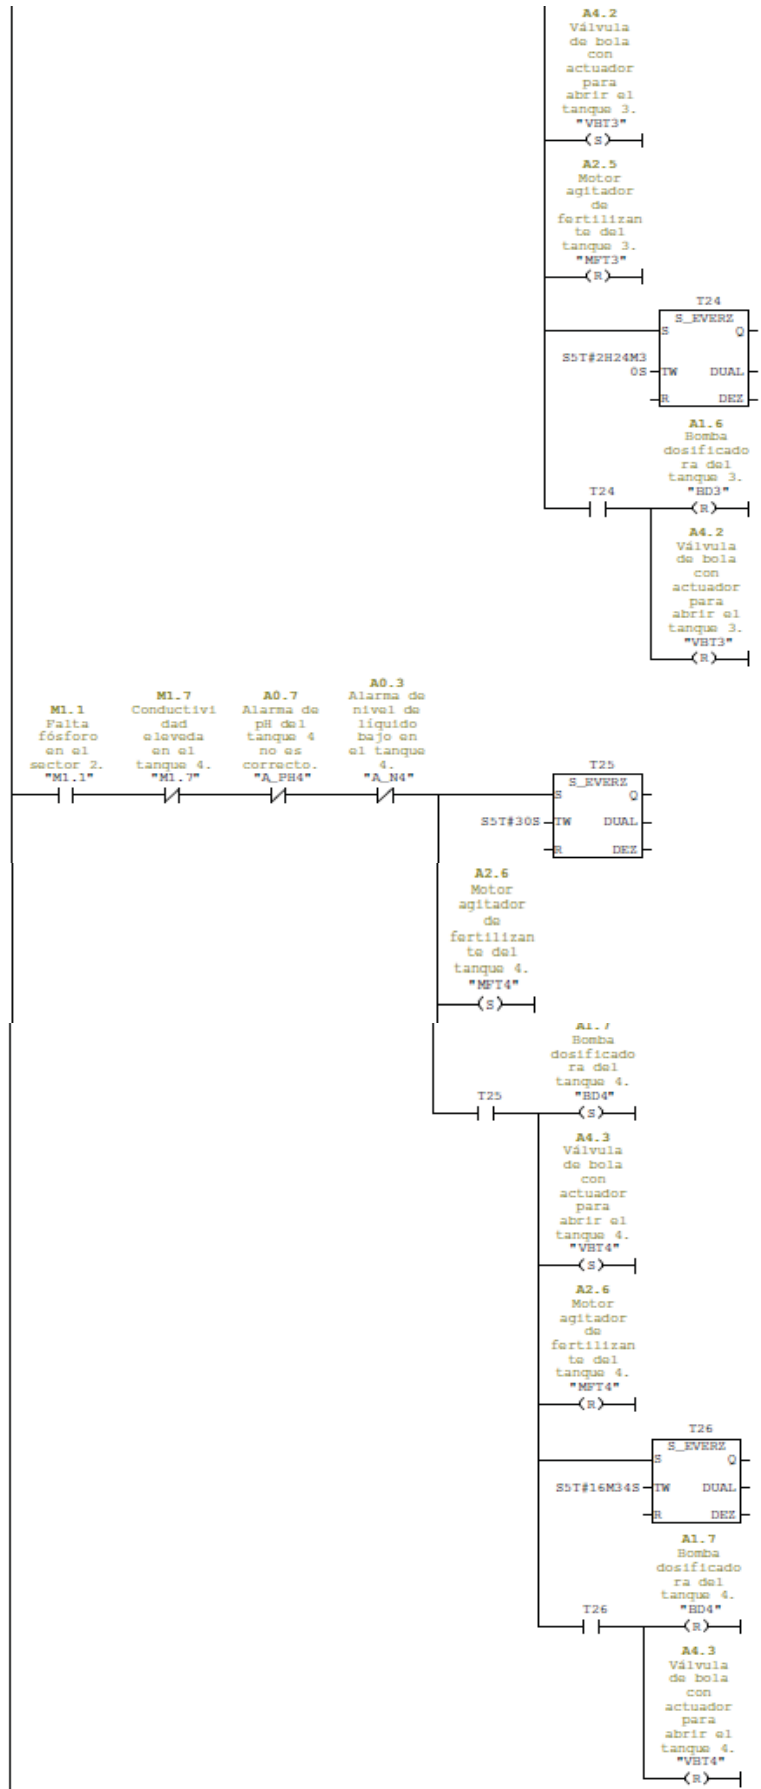 A4.2
Válvula
de bola
con
actuador
para
abrir el
tanque 3.
"VBT3"
(S)
A2.5
Motor
agitador
de
fertilizan
te del
tanque 3.
"MFT3"
(R)
T24
S_EVERZ
S Q
S5T#2H24M3
0S TW DUAL
R DEZ
A1.6
Bomba
dosificado
ra del
tanque 3.
T24 "BD3"
(R)
A4.2
Válvula
de bola
con
actuador
para
abrir el
tanque 3.
"VBT3"
(R)
M1.1
Falta
fósforo
en el
sector 2.
"M1.1"
M1.7
Conductivi
dad
eleveda
en el
tanque 4.
"M1.7"
A0.7
Alarma de
pH del
tanque 4
no es
correcto.
"A_PH4"
A0.3
Alarma de
nivel de
líquido
bajo en
el tanque
4.
"A_N4"
T25
S_EVERZ
S Q
S5T#30S TW DUAL
R DEZ
A2.6
Motor
agitador
de
fertilizan
te del
tanque 4.
"MFT4"
(S)
A1.7
Bomba
dosificado
ra del
tanque 4.
T25 "BD4"
(S)
A4.3
Válvula
de bola
con
actuador
para
abrir el
tanque 4.
"VBT4"
(S)
A2.6
Motor
agitador
de
fertilizan
te del
tanque 4.
"MFT4"
(R)
T26
S_EVERZ
S Q
S5T#16M34S TW DUAL
R DEZ
A1.7
Bomba
dosificado
ra del
tanque 4.
T26 "BD4"
(R)
A4.3
Válvula
de bola
con
actuador
para
abrir el
tanque 4.
"VBT4"
(R)